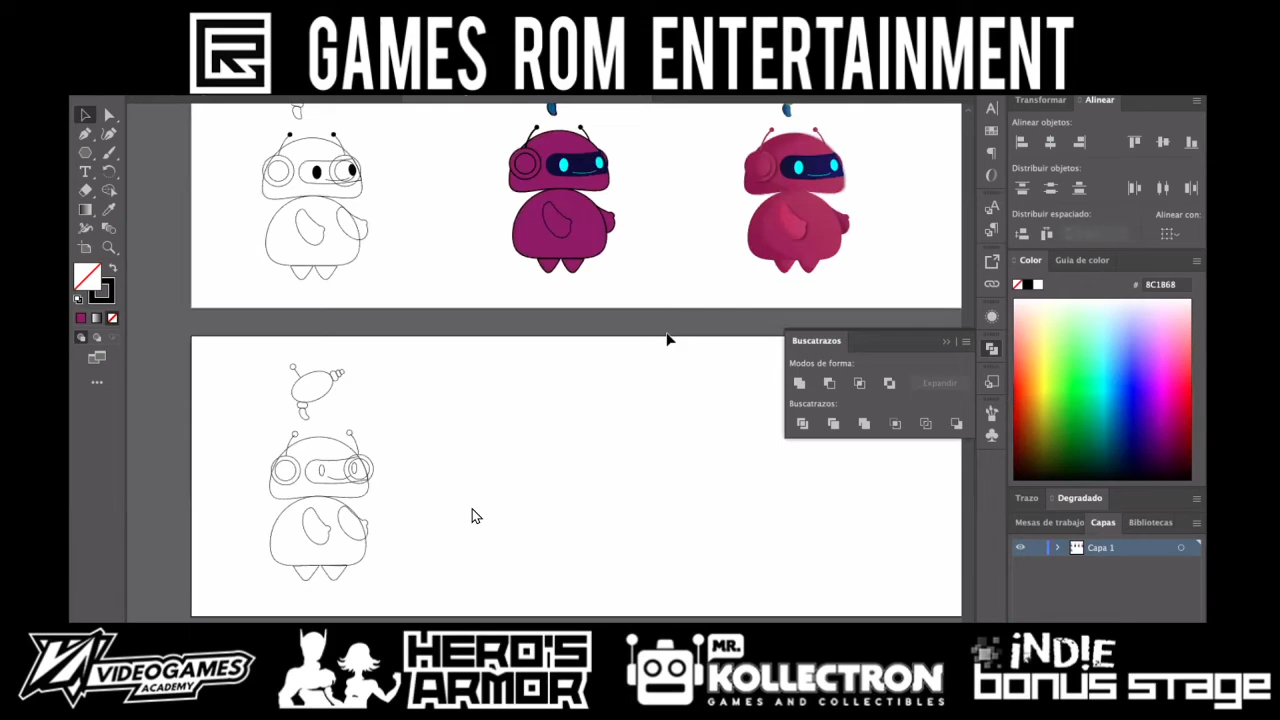 GAMES ROM ENTERTAINMENT
Transformar
Alinear
Alinear objetos:
Distribuir objetos:
Distribuir espaciado:
Alinear con:
Color
Guia de color
# 8C1B68
Buscatrazos
Modos de forma:
Expandir
Buscatrazos:
Trazo
Degradado
Mesas de trabajo
Capas
Bibliotecas
Capa 1
VIDEOGAMES
ACADEMY
HERO'S
ARMOR
MR.
KOLLECTRON
GAMES AND COLLECTIBLES
INDIE
BONUS STAGE